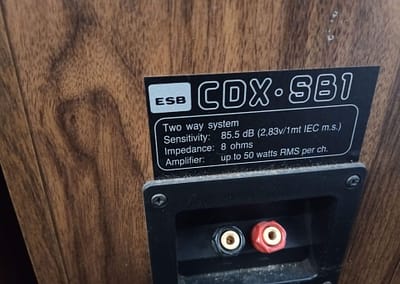 ESB CDX·SB1
Two way system
Sensitivity: 85.5 dB (2,83v/1mt IEC m.s.)
Impedance: 8 ohms
Amplifier: up to 50 watts RMS per ch.